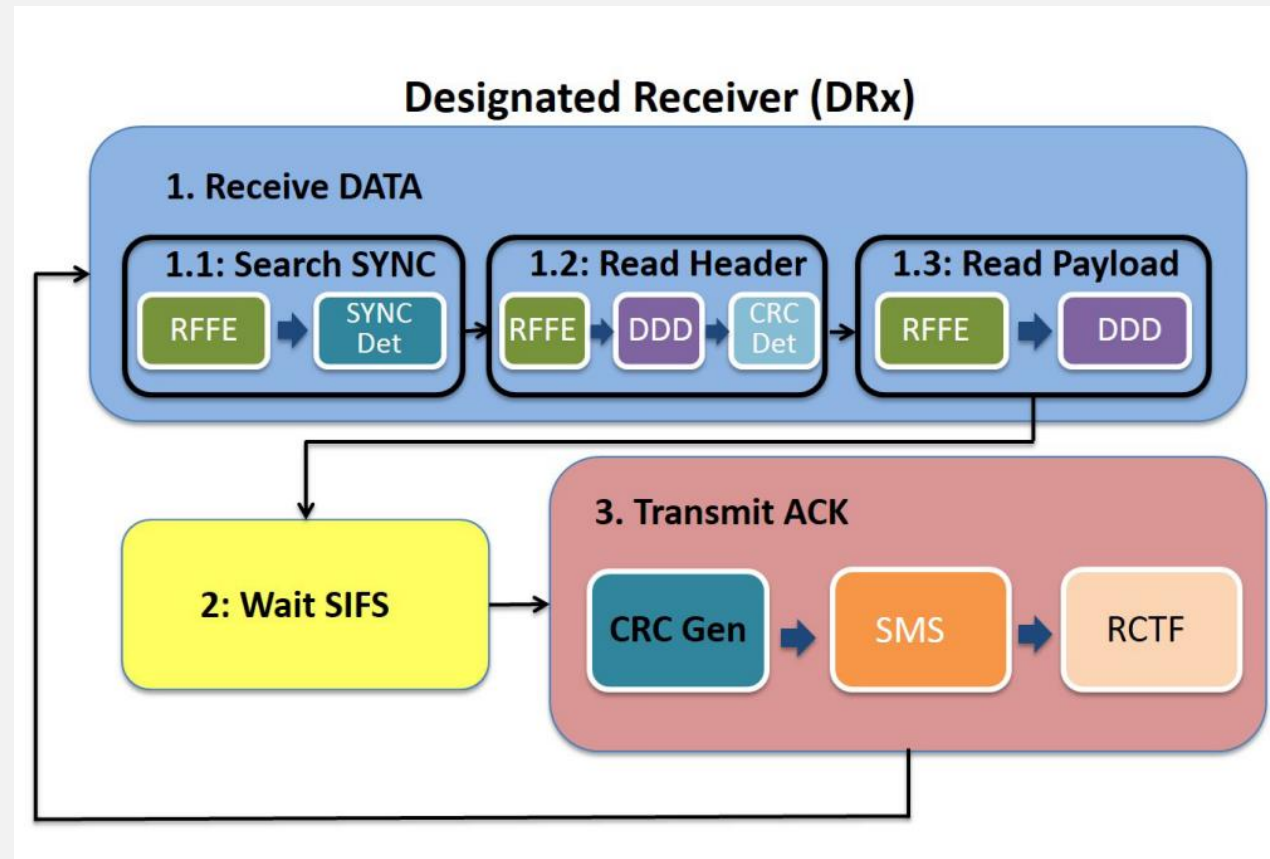 Designated Receiver (DRx)
1. Receive DATA
1.1: Search SYNC
RFFE
SYNC
Det
1.2: Read Header
RFFE
DDD
CRC
Det
1.3: Read Payload
RFFE
DDD
2: Wait SIFS
3. Transmit ACK
CRC Gen
SMS
RCTF